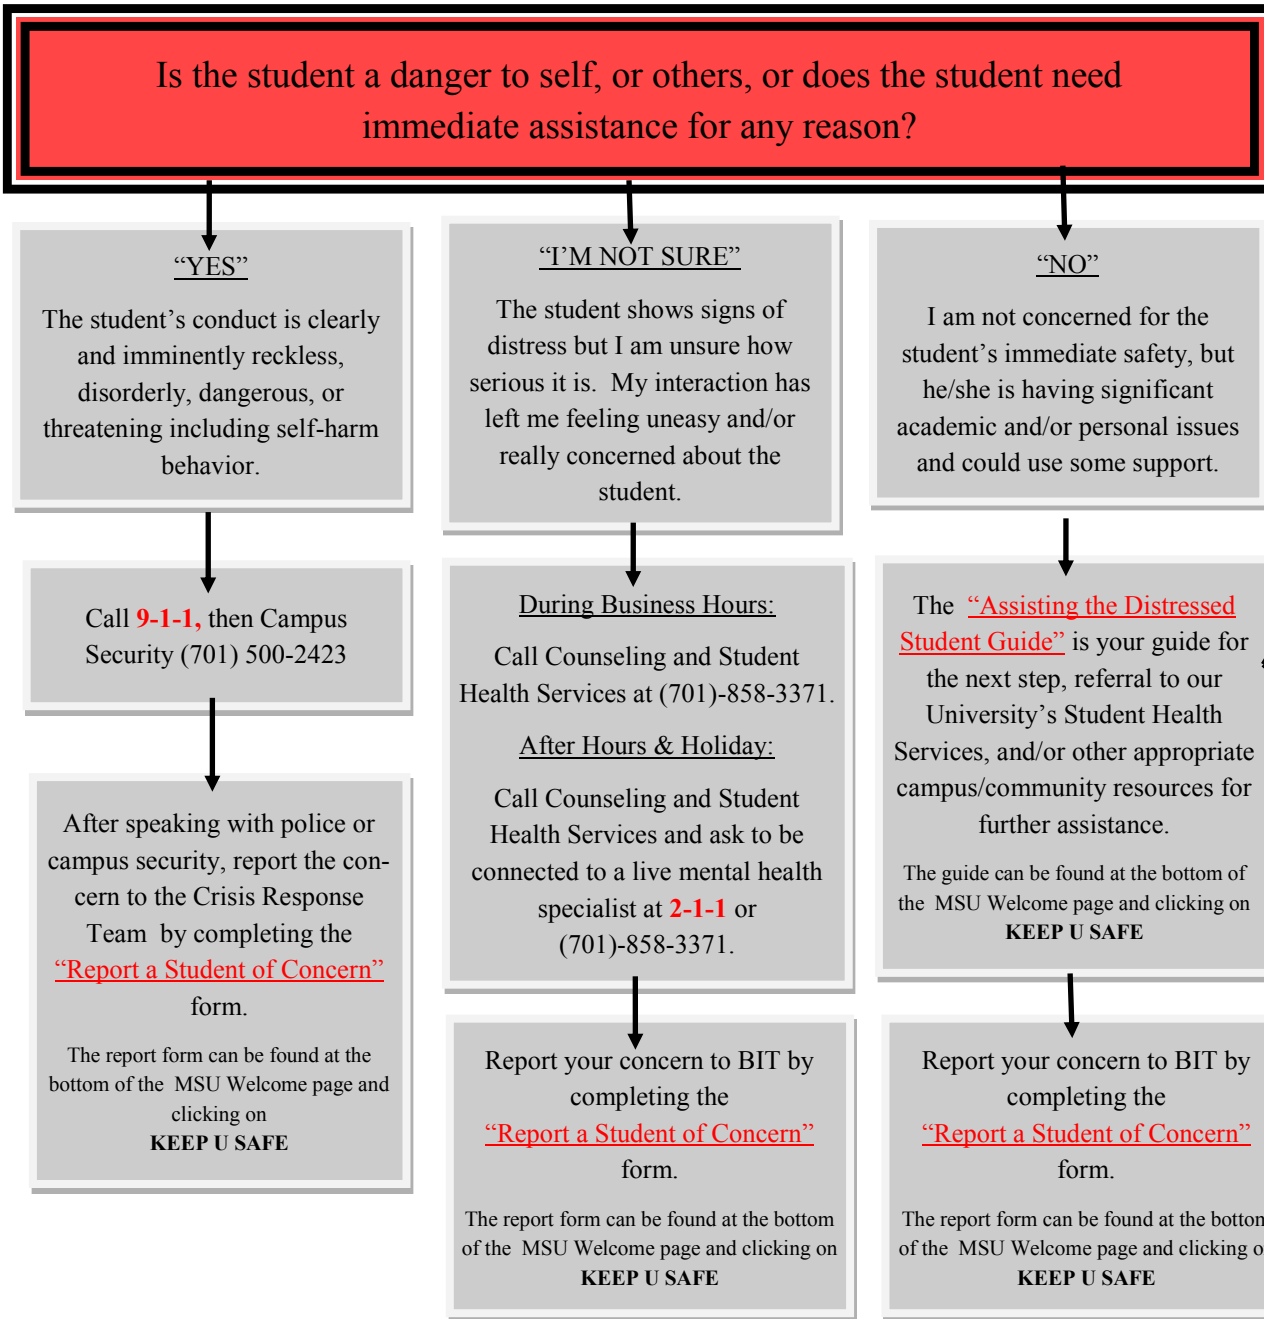 Is the student a danger to self, or others, or does the student need
immediate assistance for any reason?
“YES”
The student’s conduct is clearly
and imminently reckless,
disorderly, dangerous, or
threatening including self-harm
behavior.
Call 9-1-1, then Campus
Security (701) 500-2423
After speaking with police or
campus security, report the con-
cern to the Crisis Response
Team by completing the
“Report a Student of Concern”
form.
The report form can be found at the
bottom of the MSU Welcome page and
clicking on
KEEP U SAFE
“I’M NOT SURE”
The student shows signs of
distress but I am unsure how
serious it is. My interaction has
left me feeling uneasy and/or
really concerned about the
student.
During Business Hours:
Call Counseling and Student
Health Services at (701)-858-3371.
After Hours & Holiday:
Call Counseling and Student
Health Services and ask to be
connected to a live mental health
specialist at 2-1-1 or
(701)-858-3371.
Report your concern to BIT by
completing the
“Report a Student of Concern”
form.
The report form can be found at the bottom
of the MSU Welcome page and clicking on
KEEP U SAFE
“NO”
I am not concerned for the
student’s immediate safety, but
he/she is having significant
academic and/or personal issues
and could use some support.
The “Assisting the Distressed
Student Guide” is your guide for
the next step, referral to our
University’s Student Health
Services, and/or other appropriate
campus/community resources for
further assistance.
The guide can be found at the bottom of
the MSU Welcome page and clicking on
KEEP U SAFE
Report your concern to BIT by
completing the
“Report a Student of Concern”
form.
The report form can be found at the bottom
of the MSU Welcome page and clicking o
KEEP U SAFE